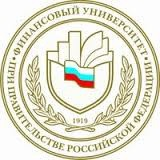 ФИНАНСОВЫЙ УНИВЕРСИТЕТ
ПРИ ПРАВИТЕЛЬСТВЕ РОССИЙСКОЙ ФЕДЕРАЦИИ
1919